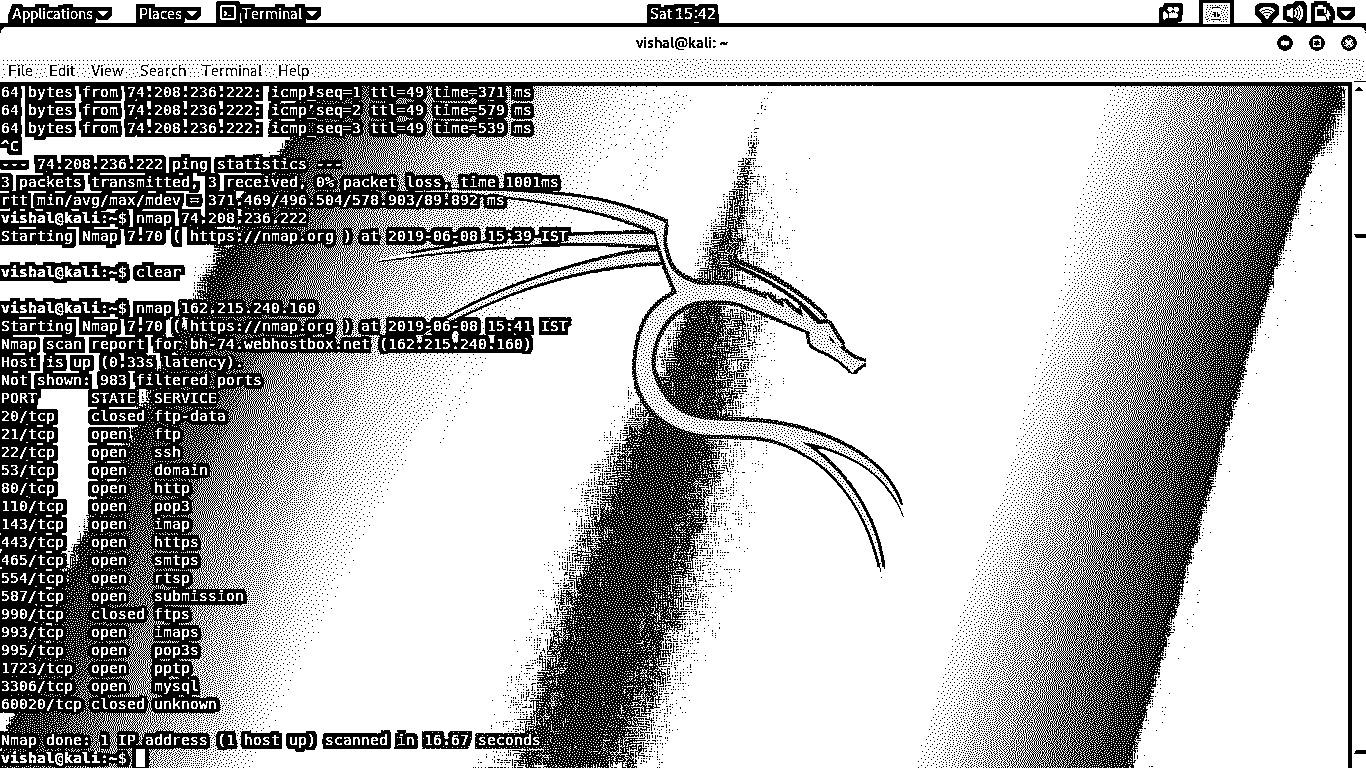 Applications Places Terminal Sat 15:42
vishal@kali: ~
File Edit View Search Terminal Help
64 bytes from 74.208.236.222: icmp_seq=1 ttl=49 time=371 ms
64 bytes from 74.208.236.222: icmp_seq=2 ttl=49 time=579 ms
64 bytes from 74.208.236.222: icmp_seq=3 ttl=49 time=539 ms
^C
--- 74.208.236.222 ping statistics ---
3 packets transmitted, 3 received, 0% packet loss, time 1001ms
rtt min/avg/max/mdev = 371.469/496.504/578.903/89.892 ms
vishal@kali:~$ nmap 74.208.236.222
Starting Nmap 7.70 ( https://nmap.org ) at 2019-06-08 15:39 IST
vishal@kali:~$ clear
vishal@kali:~$ nmap 162.215.240.160
Starting Nmap 7.70 ( https://nmap.org ) at 2019-06-08 15:41 IST
Nmap scan report for bh-74.webhostbox.net (162.215.240.160)
Host is up (0.33s latency).
Not shown: 983 filtered ports
PORT STATE SERVICE
20/tcp closed ftp-data
21/tcp open ftp
22/tcp open ssh
53/tcp open domain
80/tcp open http
110/tcp open pop3
143/tcp open imap
443/tcp open https
465/tcp open smtps
554/tcp open rtsp
587/tcp open submission
990/tcp closed ftps
993/tcp open imaps
995/tcp open pop3s
1723/tcp open pptp
3306/tcp open mysql
60020/tcp closed unknown
Nmap done: 1 IP address (1 host up) scanned in 16.67 seconds
vishal@kali:~$